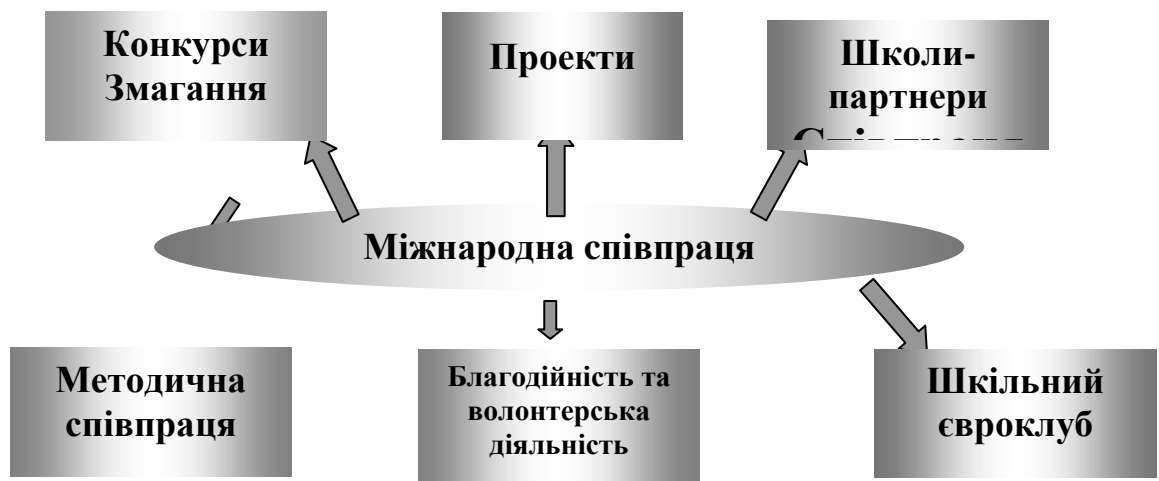 Конкурси
Змагання
Проекти
Школи-
партнери
Міжнародна співпраця
Методична
співпраця
Благодійність та
волонтерська
діяльність
Шкільний
євроклуб